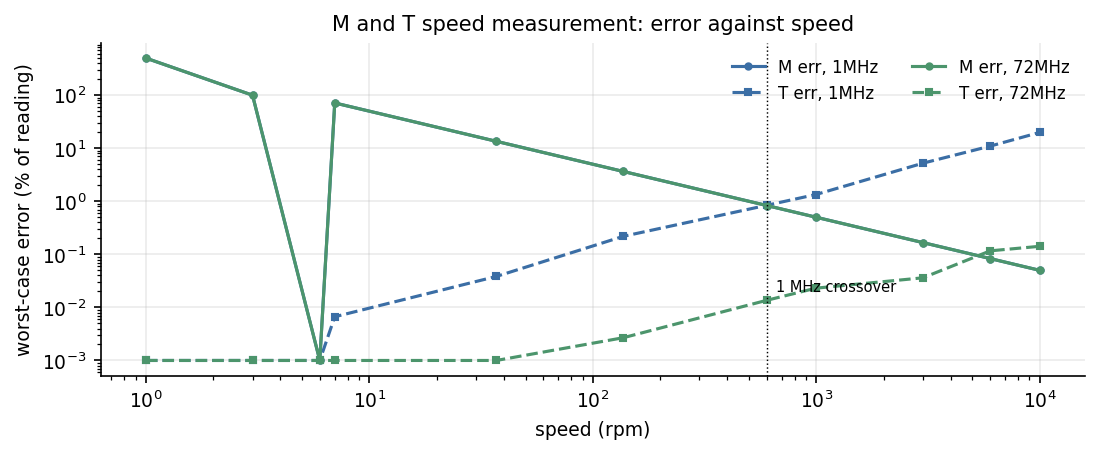 M and T speed measurement: error against speed
M err, 1MHz
T err, 1MHz
M err, 72MHz
T err, 72MHz
worst-case error (% of reading)
10²
10¹
10⁰
10⁻¹
10⁻²
10⁻³
1 MHz crossover
10⁰ 10¹ 10² 10³ 10⁴
speed (rpm)